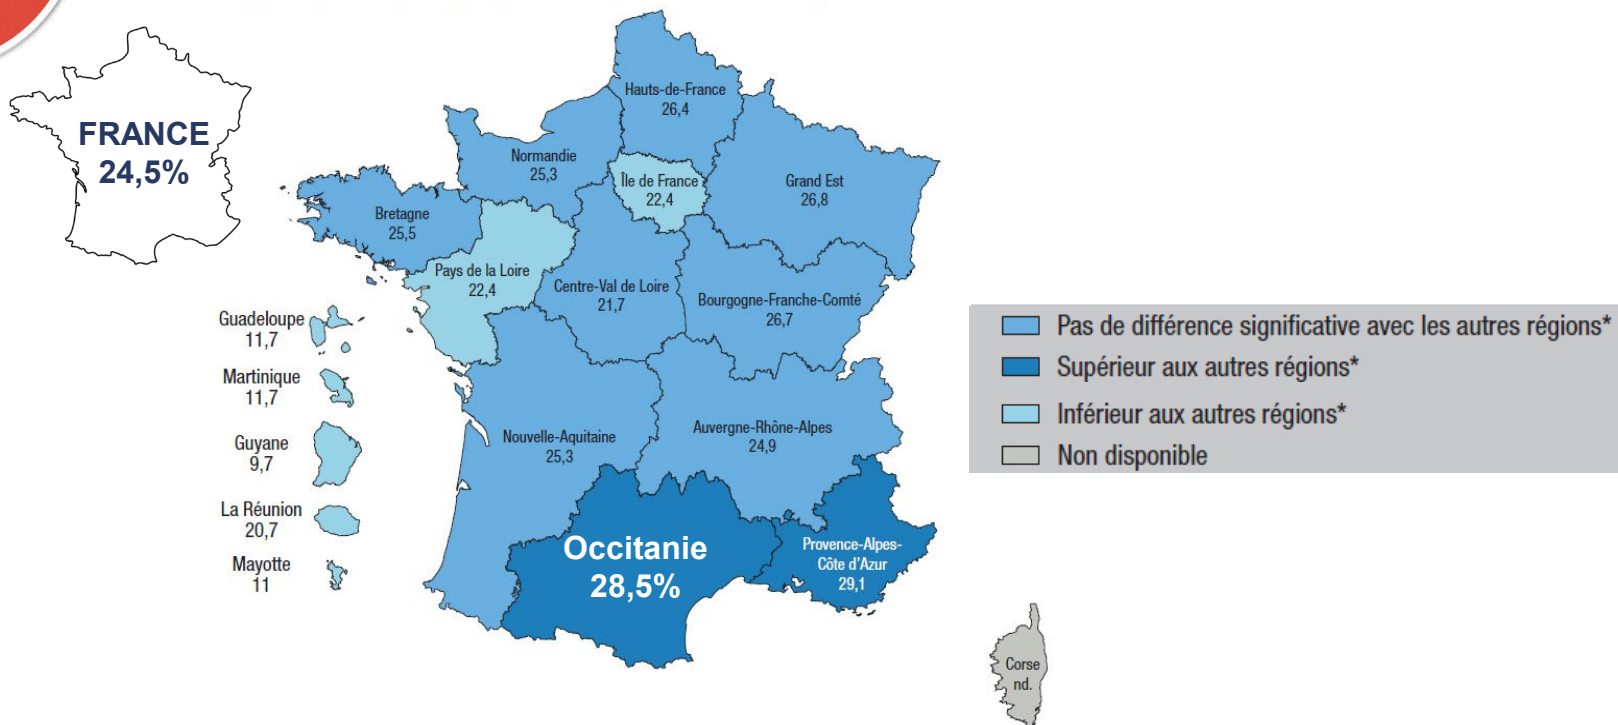 FRANCE
24,5%
Hauts-de-France
26,4
Normandie
25,3
Île de France
22,4
Grand Est
26,8
Bretagne
25,5
Pays de la Loire
22,4
Centre-Val de Loire
21,7
Bourgogne-Franche-Comté
26,7
Guadeloupe
11,7
Martinique
11,7
Guyane
9,7
La Réunion
20,7
Mayotte
11
Nouvelle-Aquitaine
25,3
Auvergne-Rhône-Alpes
24,9
Occitanie
28,5%
Provence-Alpes-
Côte d'Azur
29,1
Corse
nd.
Pas de différence significative avec les autres régions*
Supérieur aux autres régions*
Inférieur aux autres régions*
Non disponible